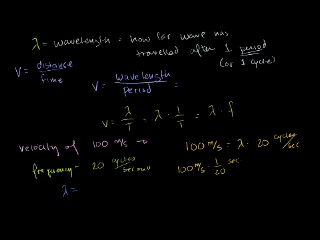 λ = wavelength = how far wave has
travelled after 1 period
(or 1 cycle)
V = distance / time
V = wavelength / period =
V = λ / T = λ · 1 / T = λ · f
velocity of 100 m/s →
100 m/s = λ · 20 cycles/sec
frequency = 20 cycles/second
100 m/s · 1/20 sec
λ =